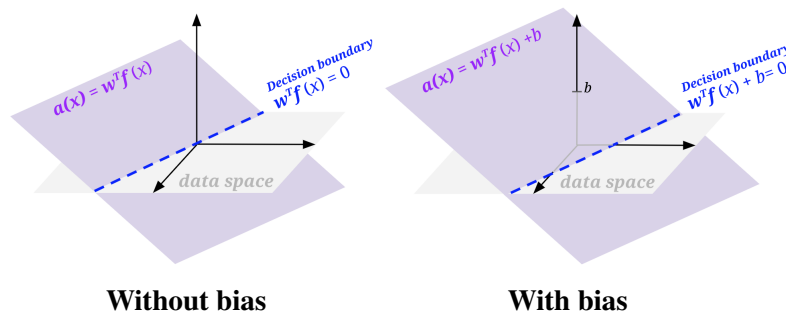 a(x) = wᵀf (x)
Decision boundary
wᵀf (x) = 0
data space
Without bias
a(x) = wᵀf (x) +b
b
Decision boundary
wᵀf (x) + b= 0
data space
With bias